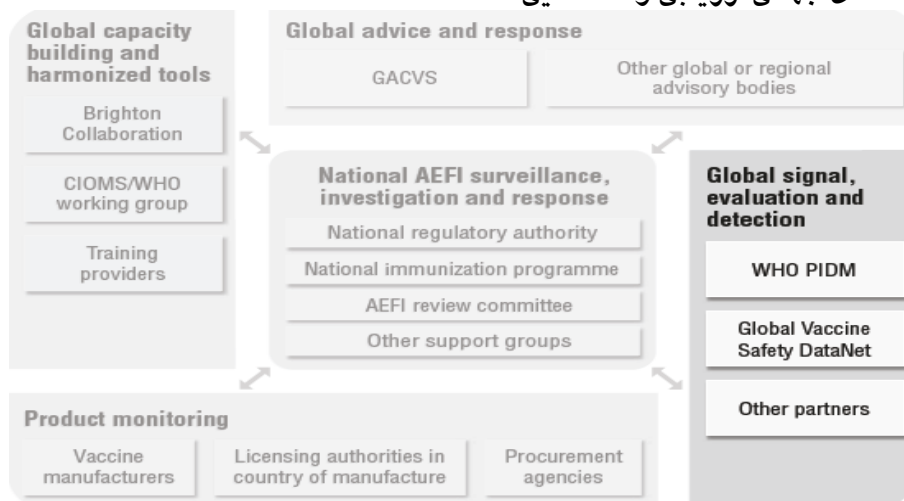 Global capacity
building and
harmonized tools
Brighton
Collaboration
CIOMS/WHO
working group
Training
providers
Global advice and response
GACVS
Other global or regional
advisory bodies
National AEFI surveillance,
investigation and response
National regulatory authority
National immunization programme
AEFI review committee
Other support groups
Global signal,
evaluation and
detection
WHO PIDM
Global Vaccine
Safety DataNet
Other partners
Product monitoring
Vaccine
manufacturers
Licensing authorities in
country of manufacture
Procurement
agencies